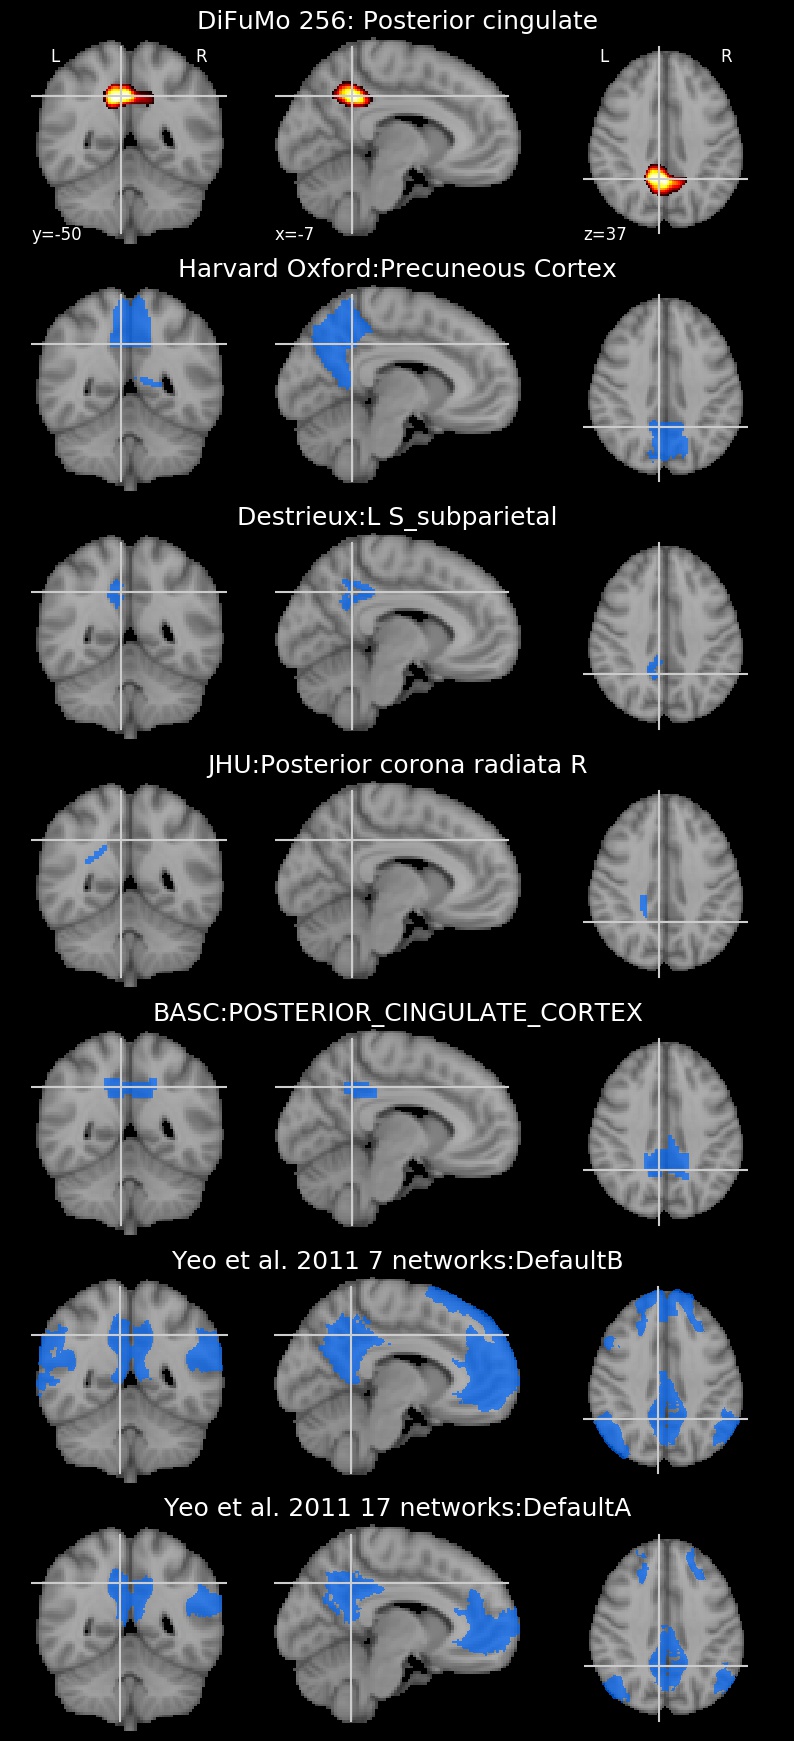 DiFuMo 256: Posterior cingulate
L R L R
y=-50 x=-7 z=37
Harvard Oxford:Precuneous Cortex
Destrieux:L S_subparietal
JHU:Posterior corona radiata R
BASC:POSTERIOR_CINGULATE_CORTEX
Yeo et al. 2011 7 networks:DefaultB
Yeo et al. 2011 17 networks:DefaultA